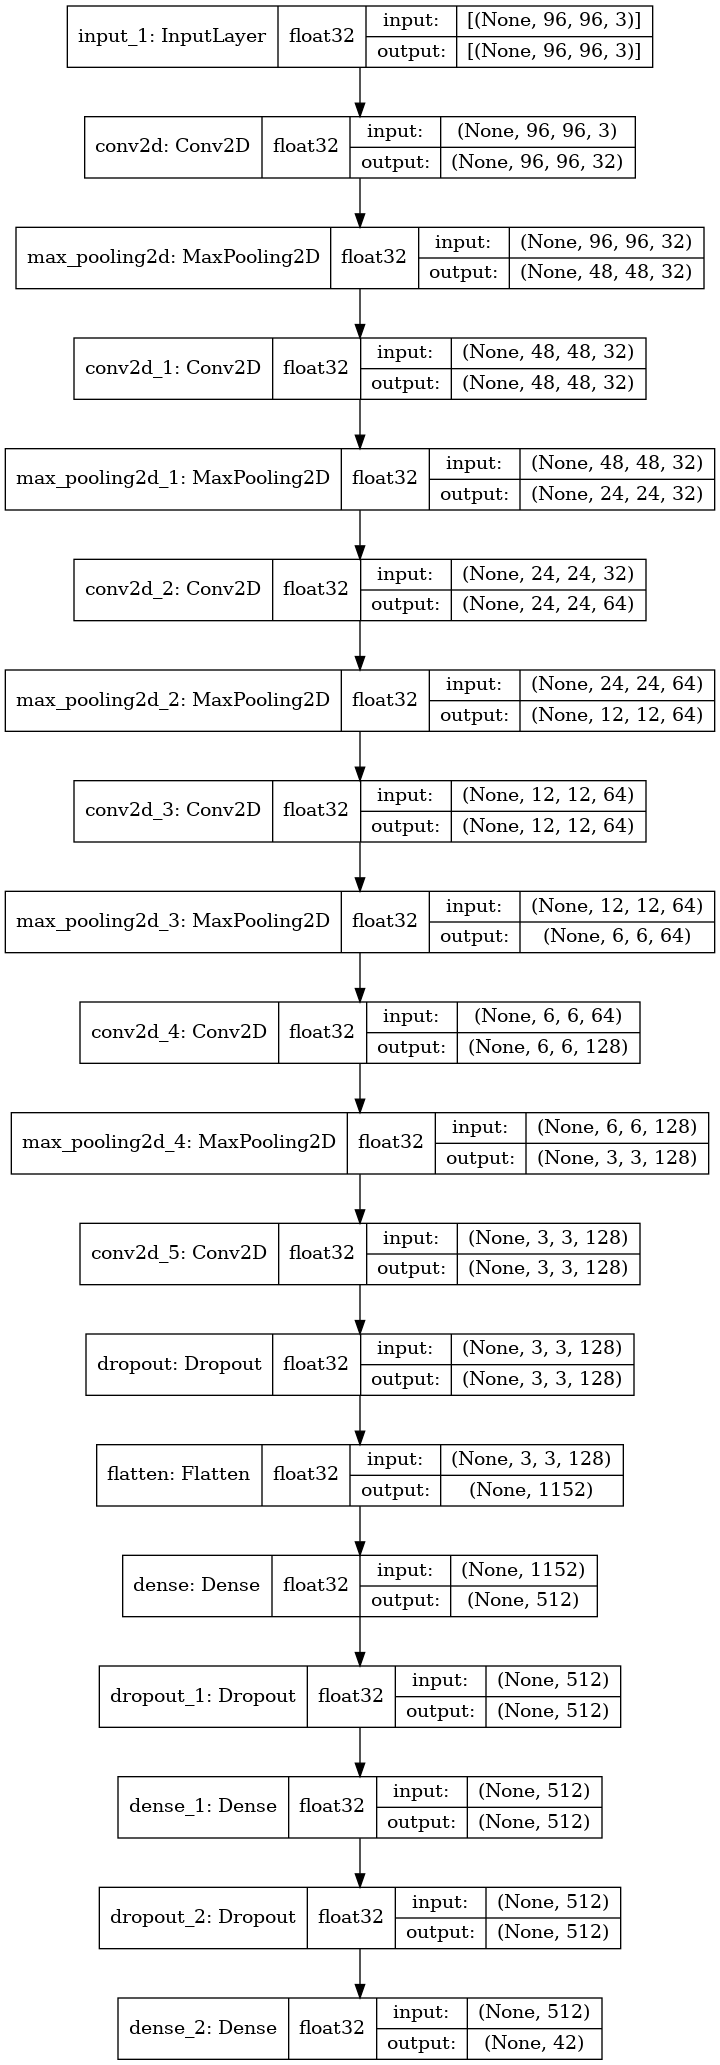 input_1: InputLayer float32 input: [(None, 96, 96, 3)]
output: [(None, 96, 96, 3)]
conv2d: Conv2D float32 input: (None, 96, 96, 3)
output: (None, 96, 96, 32)
max_pooling2d: MaxPooling2D float32 input: (None, 96, 96, 32)
output: (None, 48, 48, 32)
conv2d_1: Conv2D float32 input: (None, 48, 48, 32)
output: (None, 48, 48, 32)
max_pooling2d_1: MaxPooling2D float32 input: (None, 48, 48, 32)
output: (None, 24, 24, 32)
conv2d_2: Conv2D float32 input: (None, 24, 24, 32)
output: (None, 24, 24, 64)
max_pooling2d_2: MaxPooling2D float32 input: (None, 24, 24, 64)
output: (None, 12, 12, 64)
conv2d_3: Conv2D float32 input: (None, 12, 12, 64)
output: (None, 12, 12, 64)
max_pooling2d_3: MaxPooling2D float32 input: (None, 12, 12, 64)
output: (None, 6, 6, 64)
conv2d_4: Conv2D float32 input: (None, 6, 6, 64)
output: (None, 6, 6, 128)
max_pooling2d_4: MaxPooling2D float32 input: (None, 6, 6, 128)
output: (None, 3, 3, 128)
conv2d_5: Conv2D float32 input: (None, 3, 3, 128)
output: (None, 3, 3, 128)
dropout: Dropout float32 input: (None, 3, 3, 128)
output: (None, 3, 3, 128)
flatten: Flatten float32 input: (None, 3, 3, 128)
output: (None, 1152)
dense: Dense float32 input: (None, 1152)
output: (None, 512)
dropout_1: Dropout float32 input: (None, 512)
output: (None, 512)
dense_1: Dense float32 input: (None, 512)
output: (None, 512)
dropout_2: Dropout float32 input: (None, 512)
output: (None, 512)
dense_2: Dense float32 input: (None, 512)
output: (None, 42)